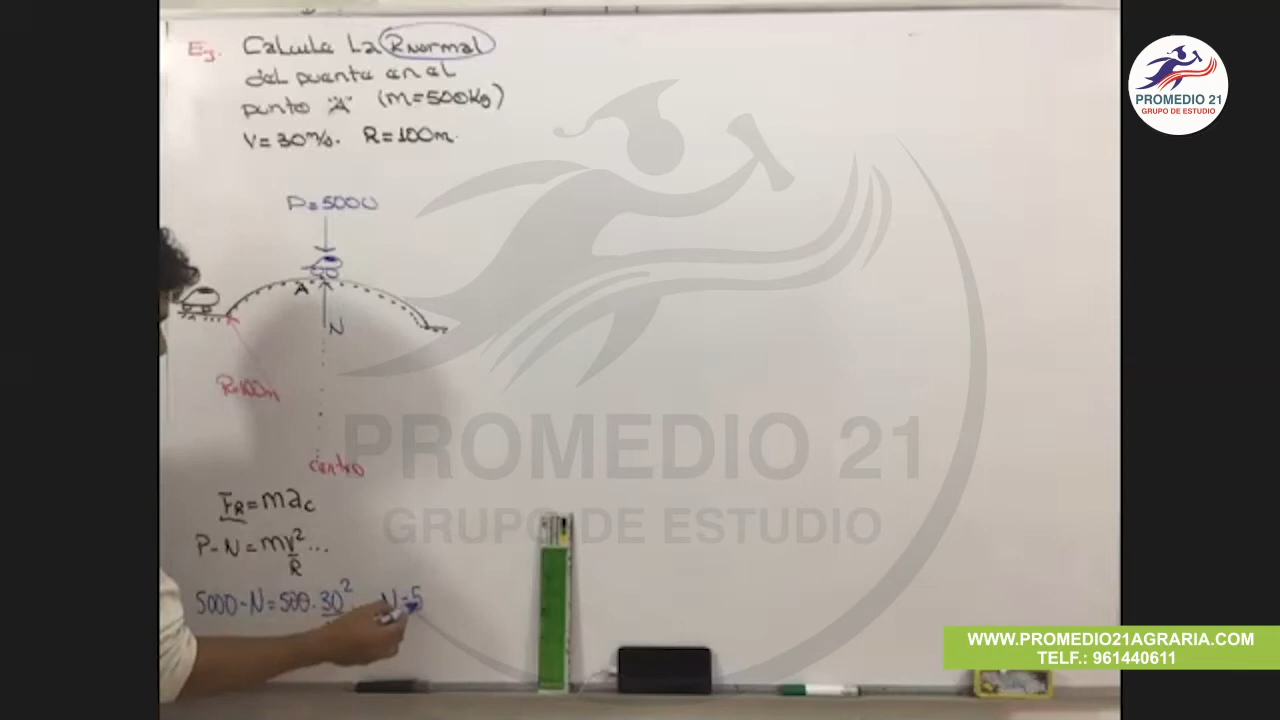 Ej. Calcula La Rnormal
del puente en el
punto "A" (m=500Kg)
V=30m/s. R=100m.
P=5000
A
N
R=100m
centro
FR=mac
P-N=mv²/R...
5000-N=500.30² N=5
PROMEDIO 21
GRUPO DE ESTUDIO
PROMEDIO 21
GRUPO DE ESTUDIO
WWW.PROMEDIO21AGRARIA.COM
TELF.: 961440611